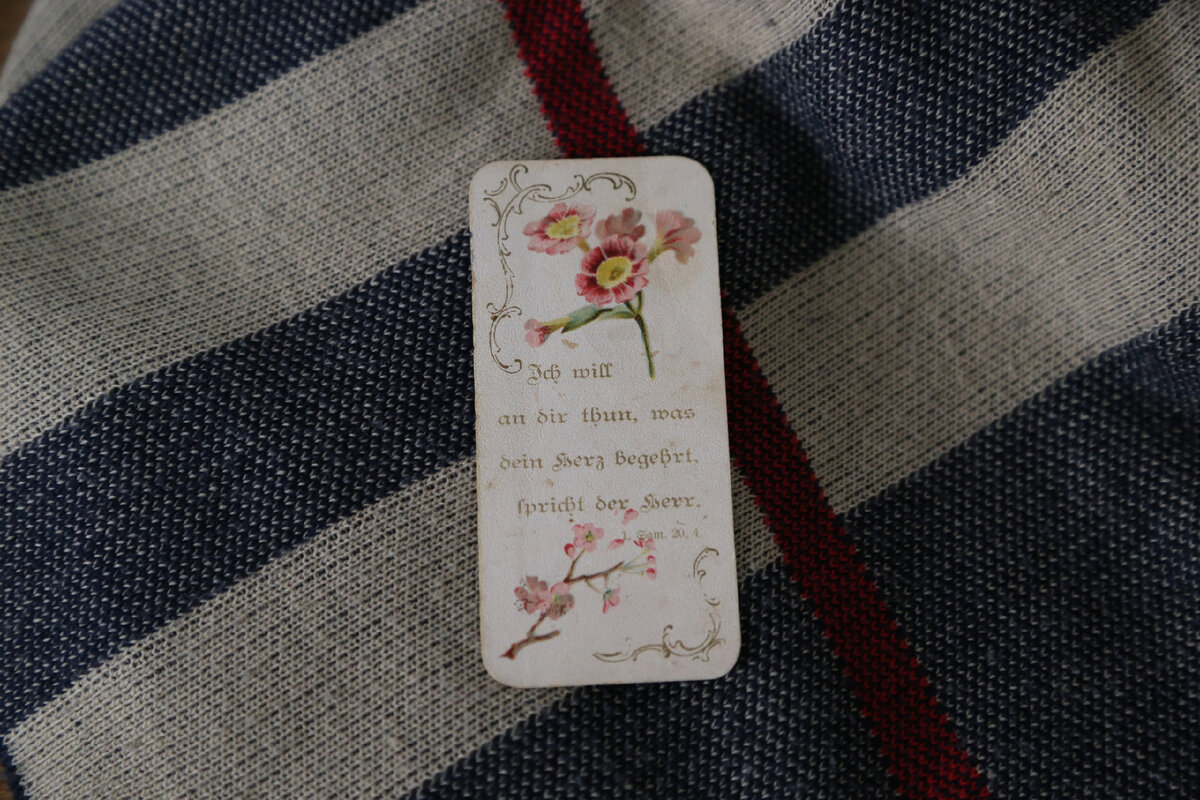 Ich will
an dir thun, was
dein Herz begehrt,
spricht der Herr.
1. Sam. 20, 4.